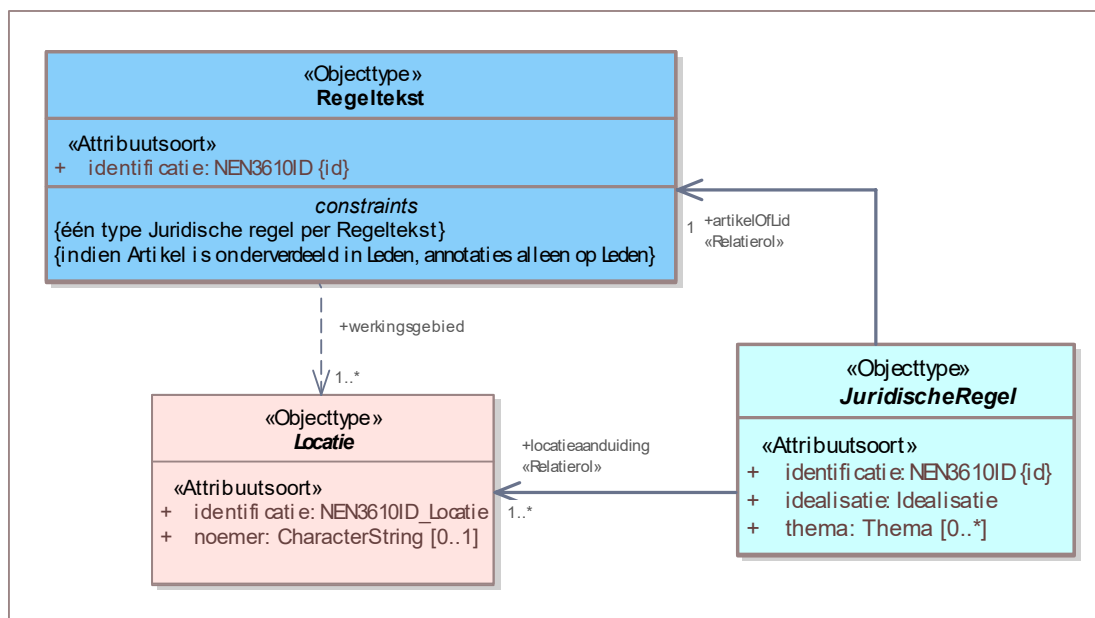 «Objecttype»
Regeltekst
«Attribuutsoort»
+ identificatie: NEN3610ID {id}
constraints
{één type Juridische regel per Regeltekst}
{indien Artikel is onderverdeeld in Leden, annotaties alleen op Leden}
1
+artikelOfLid
«Relatierol»
+werkingsgebied
1..*
«Objecttype»
JuridischeRegel
«Attribuutsoort»
+ identificatie: NEN3610ID {id}
+ idealisatie: Idealisatie
+ thema: Thema [0..*]
«Objecttype»
Locatie
«Attribuutsoort»
+ identificatie: NEN3610ID_Locatie
+ noemer: CharacterString [0..1]
+locatieaanduiding
«Relatierol»
1..*